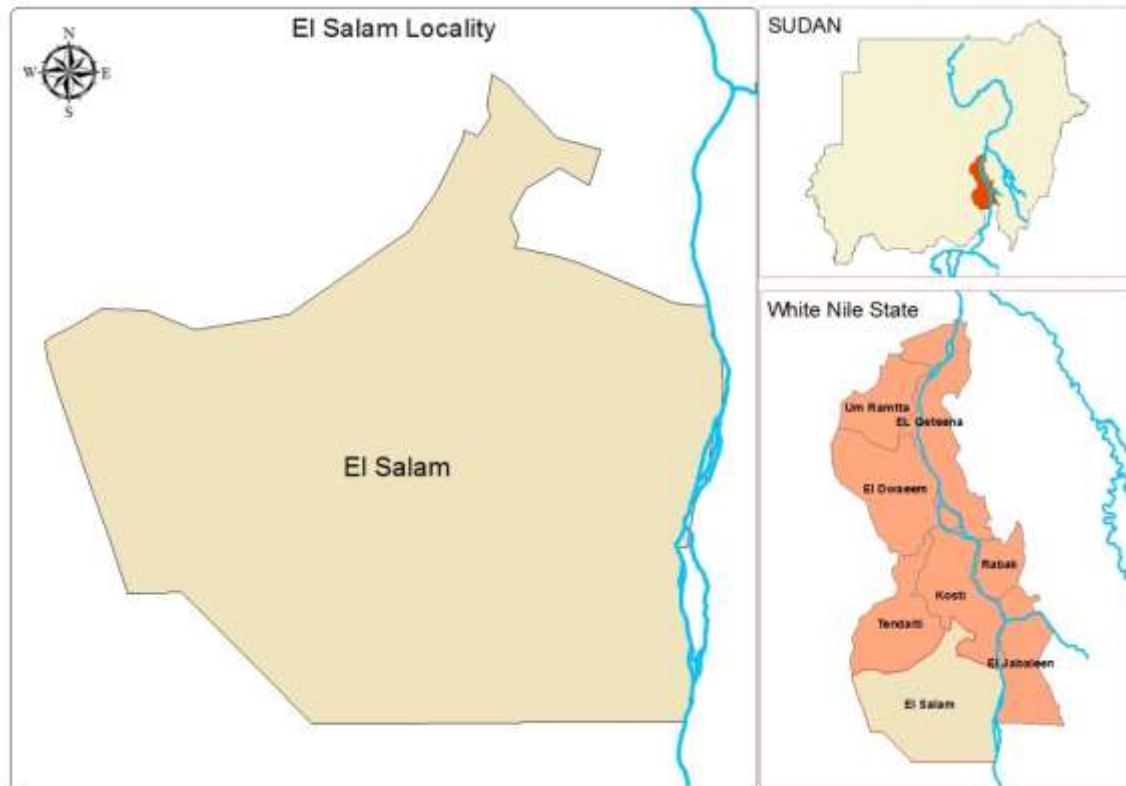 El Salam Locality
N
W E
S
El Salam
SUDAN
White Nile State
Um Ramtta
EL Geteena
El Dwaeem
Rabak
Kosti
Tendalti
El Jabaleen
El Salam